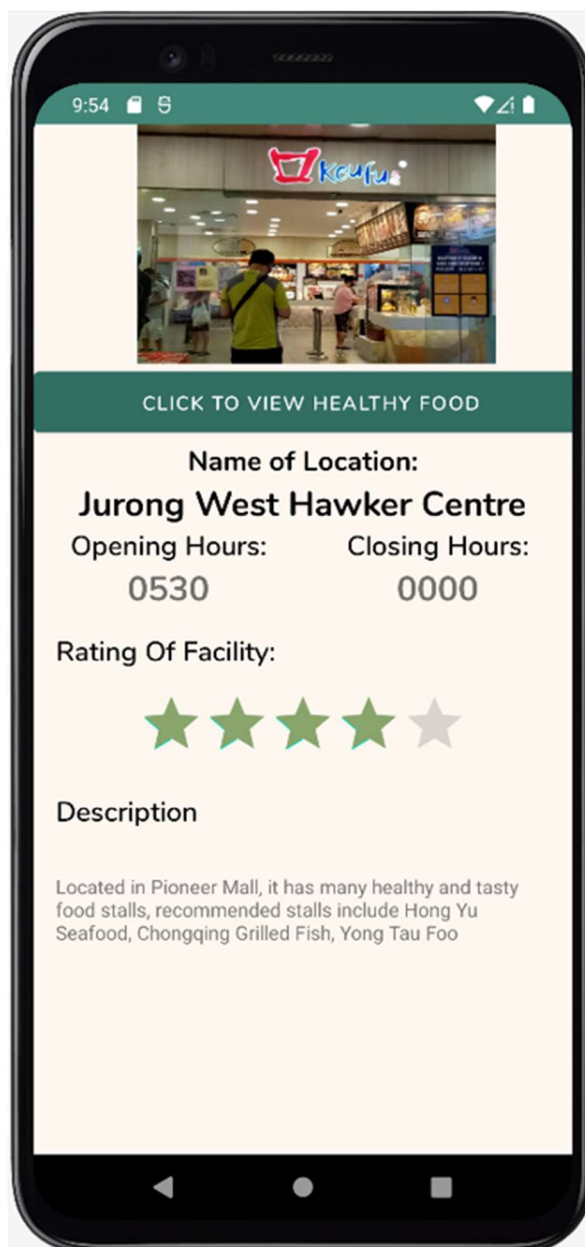 9:54
Koufu
CLICK TO VIEW HEALTHY FOOD
Name of Location:
Jurong West Hawker Centre
Opening Hours:
Closing Hours:
0530
0000
Rating Of Facility:
Description
Located in Pioneer Mall, it has many healthy and tasty
food stalls, recommended stalls include Hong Yu
Seafood, Chongqing Grilled Fish, Yong Tau Foo